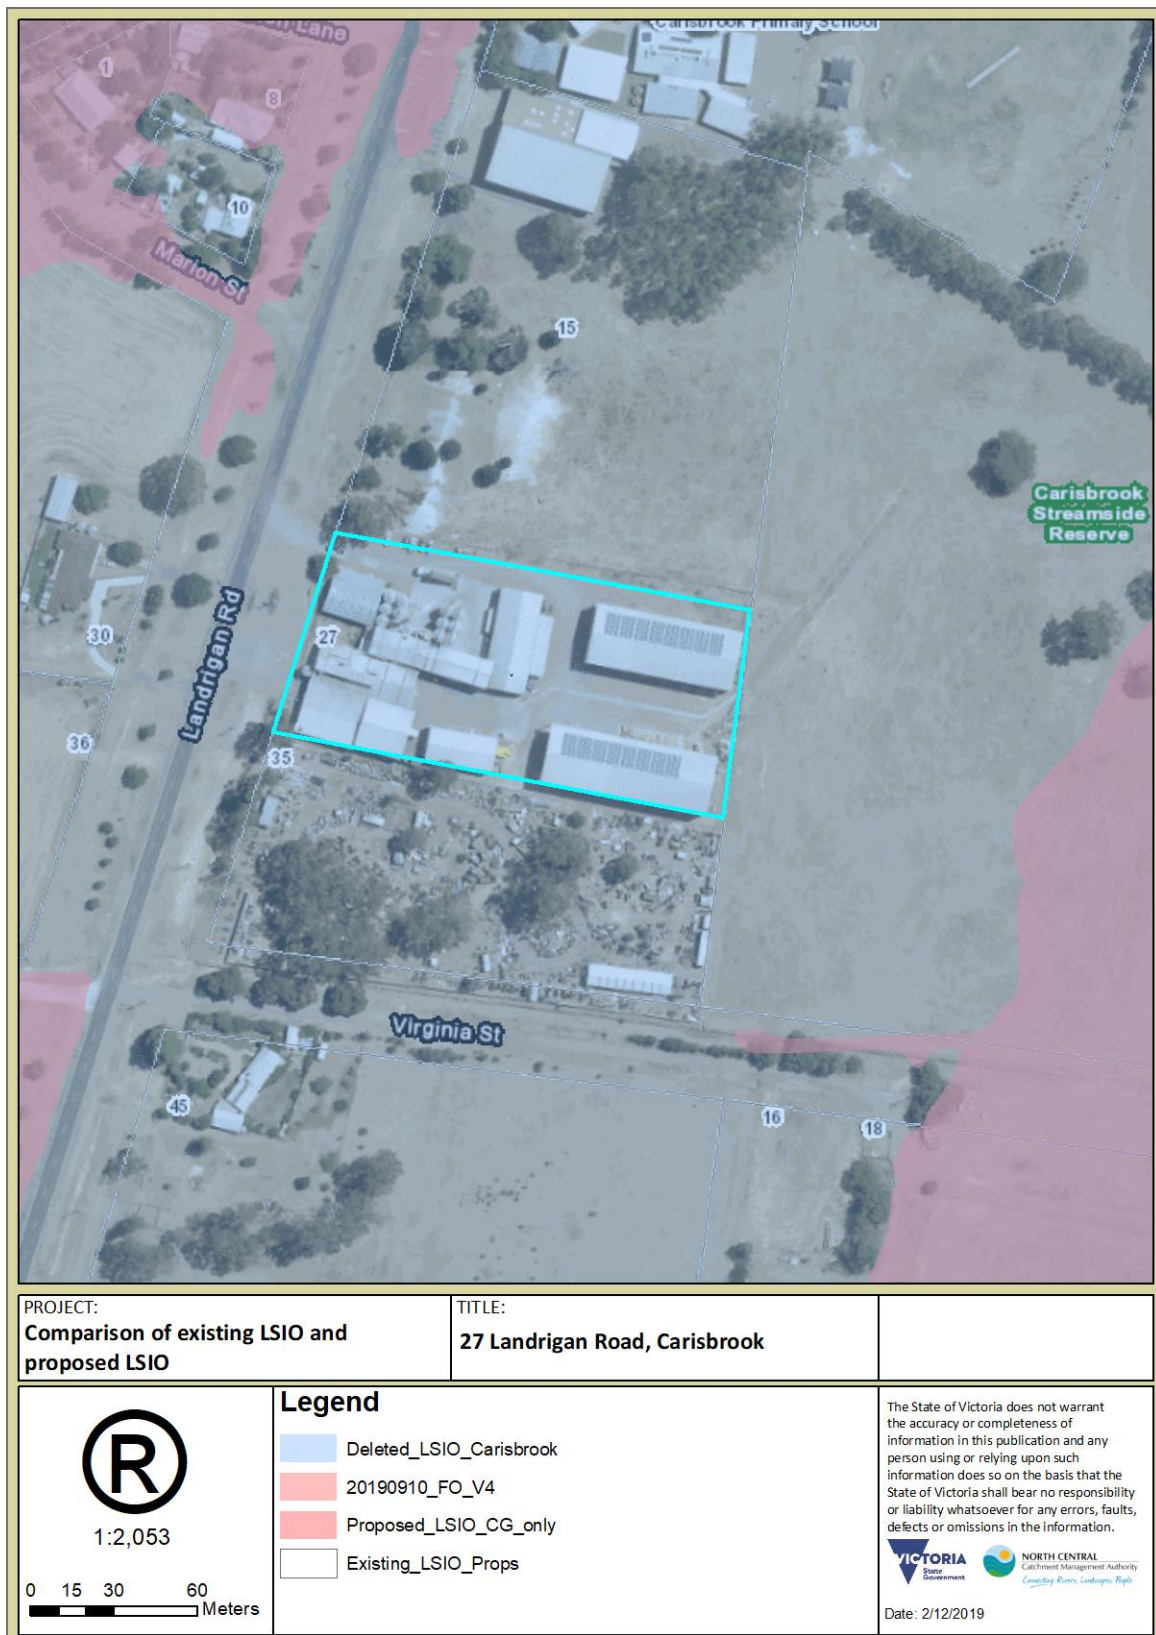 Lane
Carisbrook Primary School
1
8
10
Marion St
15
Carisbrook
Streamside
Reserve
Landrigan Rd
27
30
36
35
Virginia St
45
16
18
PROJECT:
Comparison of existing LSIO and
proposed LSIO
TITLE:
27 Landrigan Road, Carisbrook
R
1:2,053
0 15 30 60
Meters
Legend
Deleted_LSIO_Carisbrook
20190910_FO_V4
Proposed_LSIO_CG_only
Existing_LSIO_Props
The State of Victoria does not warrant
the accuracy or completeness of
information in this publication and any
person using or relying upon such
information does so on the basis that the
State of Victoria shall bear no responsibility
or liability whatsoever for any errors, faults,
defects or omissions in the information.
VICTORIA
State
Government
NORTH CENTRAL
Catchment Management Authority
Connecting Rivers, Landscapes, People
Date: 2/12/2019